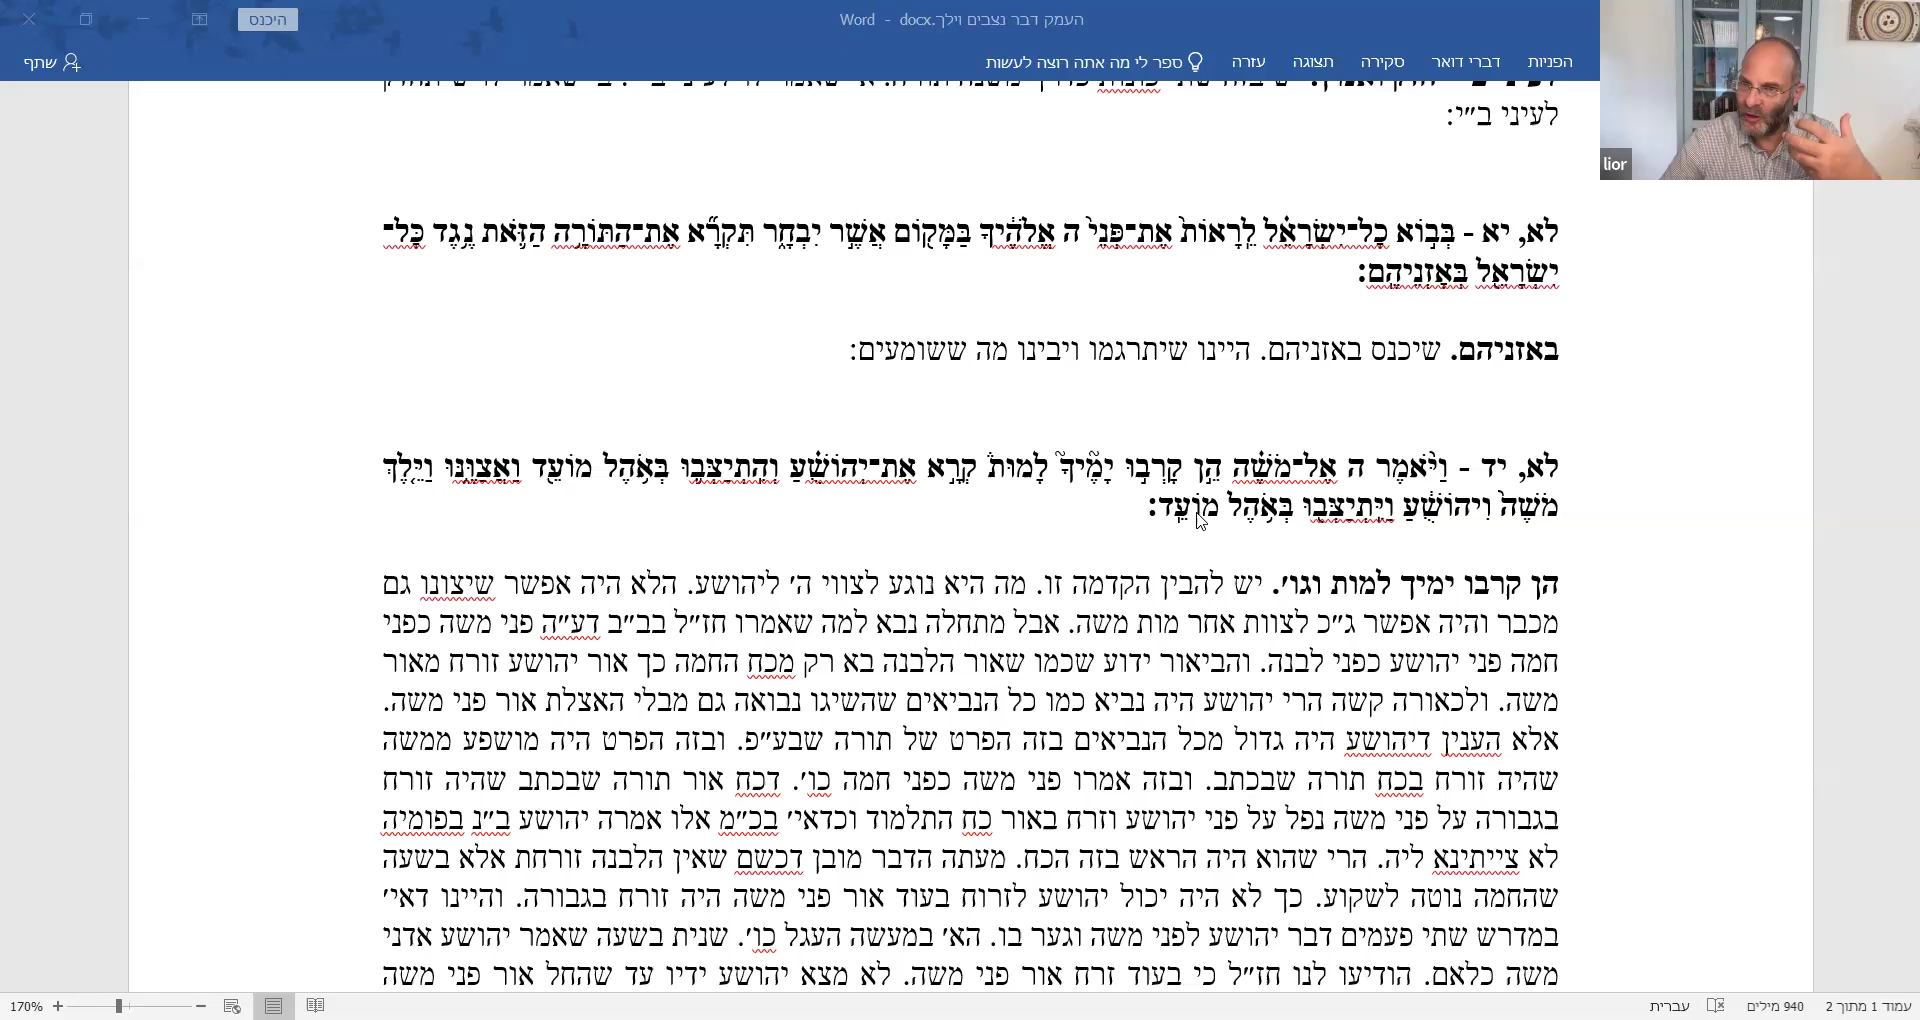 העמק דבר נצבים וילך.docx - Word
היכנס
הפניות
דברי דואר
סקירה
תצוגה
עזרה
ספר לי מה אתה רוצה לעשות
שתף
lior
לעיני ב״י:
לא, יא - בְּב֣וֹא כׇל־יִשְׂרָאֵ֗ל לֵֽרָאוֹת֙ אֶת־פְּנֵי֙ ה אֱלֹהֶ֔יךָ בַּמָּק֖וֹם אֲשֶׁ֣ר יִבְחָ֑ר תִּקְרָ֞א אֶת־הַתּוֹרָ֥ה הַזֹּ֛את נֶ֥גֶד כׇּל־
יִשְׂרָאֵ֖ל בְּאׇזְנֵיהֶֽם:
באזניהם. שיכנס באזניהם. היינו שיתרגמו ויבינו מה ששומעים:
לא, יד - וַיֹּ֨אמֶר ה אֶל־מֹשֶׁ֗ה הֵ֣ן קָרְב֣וּ יָמֶ֘יךָ֮ לָמוּת֒ קְרָ֣א אֶת־יְהוֹשֻׁ֗עַ וְהִֽתְיַצְּב֛וּ בְּאֹ֥הֶל מוֹעֵ֖ד וַאֲצַוֶּ֑נּוּ וַיֵּ֤לֶךְ
מֹשֶׁה֙ וִיהוֹשֻׁ֔עַ וַיִּֽתְיַצְּב֖וּ בְּאֹ֥הֶל מוֹעֵֽד:
הן קרבו ימיך למות וגו׳. יש להבין הקדמה זו. מה היא נוגע לצווי ה׳ ליהושע. הלא היה אפשר שיצונו גם
מכבר והיה אפשר ג״כ לצוות אחר מות משה. אבל מתחלה נבא למה שאמרו חז״ל בב״ב דע״ה פני משה כפני
חמה פני יהושע כפני לבנה. והביאור ידוע שכמו שאור הלבנה בא רק מכח החמה כך אור יהושע זורח מאור
משה. ולכאורה קשה הרי יהושע היה נביא כמו כל הנביאים שהשיגו נבואה גם מבלי האצלת אור פני משה.
אלא הענין דיהושע היה גדול מכל הנביאים בזה הפרט של תורה שבע״פ. ובזה הפרט היה מושפע ממשה
שהיה זורח בכח תורה שבכתב. ובזה אמרו פני משה כפני חמה כו׳. דכח אור תורה שבכתב שהיה זורח
בגבורה על פני משה נפל על פני יהושע וזרח באור כח התלמוד וכדאי׳ בכ״מ אלו אמרה יהושע ב״נ בפומיה
לא צייתינא ליה. הרי שהוא היה הראש בזה הכח. מעתה הדבר מובן דכשם שאין הלבנה זורחת אלא בשעה
שהחמה נוטה לשקוע. כך לא היה יכול יהושע לזרוח בעוד אור פני משה היה זורח בגבורה. והיינו דאי׳
במדרש שתי פעמים דבר יהושע לפני משה וגער בו. הא׳ במעשה העגל כו׳. שנית בשעה שאמר יהושע אדני
משה כלאם. הודיעו לנו חז״ל כי בעוד זרח אור פני משה. לא מצא יהושע ידיו עד שהחל אור פני משה
עמוד 1 מתוך 2
940 מילים
עברית
170%